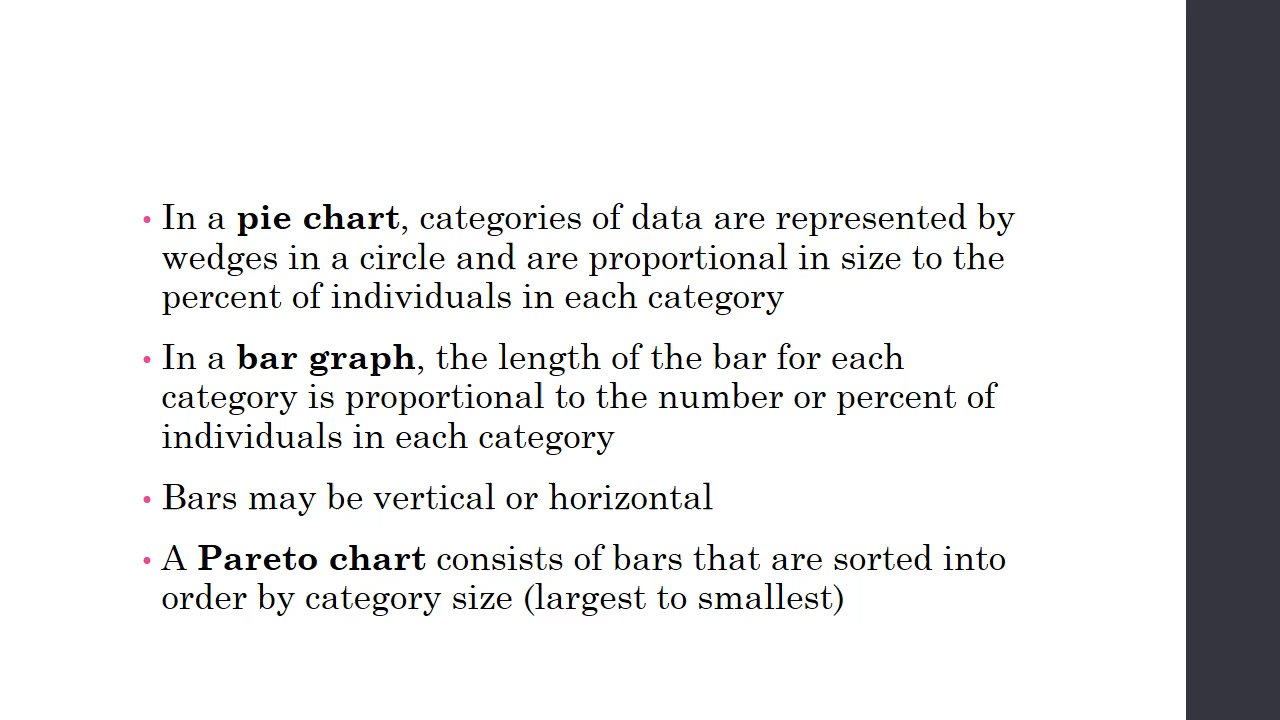 • In a pie chart, categories of data are represented by
wedges in a circle and are proportional in size to the
percent of individuals in each category
• In a bar graph, the length of the bar for each
category is proportional to the number or percent of
individuals in each category
• Bars may be vertical or horizontal
• A Pareto chart consists of bars that are sorted into
order by category size (largest to smallest)